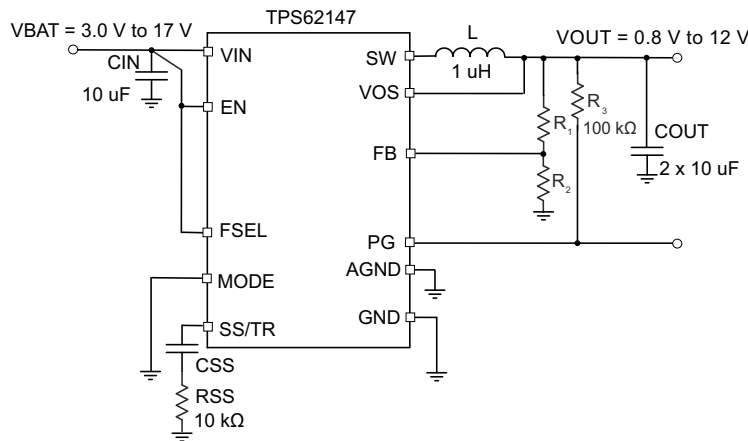 TPS62147
VBAT = 3.0 V to 17 V
VIN
CIN
10 uF
EN
FSEL
MODE
SS/TR
CSS
RSS
10 kΩ
SW
L
1 uH
VOUT = 0.8 V to 12 V
VOS
R1
R3
100 kΩ
COUT
2 x 10 uF
FB
R2
PG
AGND
GND